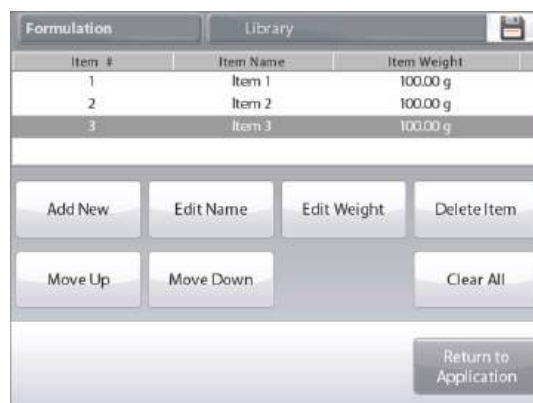 Formulation Library
Item # Item Name Item Weight
1 Item 1 100.00 g
2 Item 2 100.00 g
3 Item 3 100.00 g
Add New Edit Name Edit Weight Delete Item
Move Up Move Down Clear All
Return to
Application